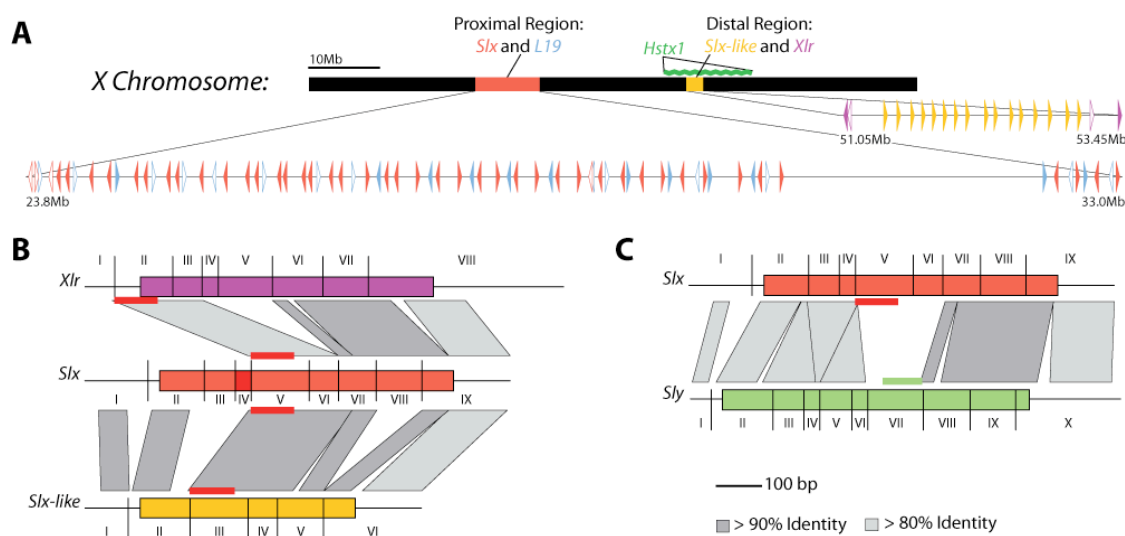 A
Proximal Region:
Slx and L19
Distal Region:
Slx-like and Xlr
Hstx1
10Mb
X Chromosome:
51.05Mb
53.45Mb
23.8Mb
33.0Mb
B
I II III IV V VI VII VIII
Xlr
Slx
I II III IV V VI VII VIII IX
Slx-like
I II III IV V VI
C
I II III IV V VI VII VIII IX
Slx
Sly
I II III IV V VI VII VIII IX X
100 bp
> 90% Identity
> 80% Identity